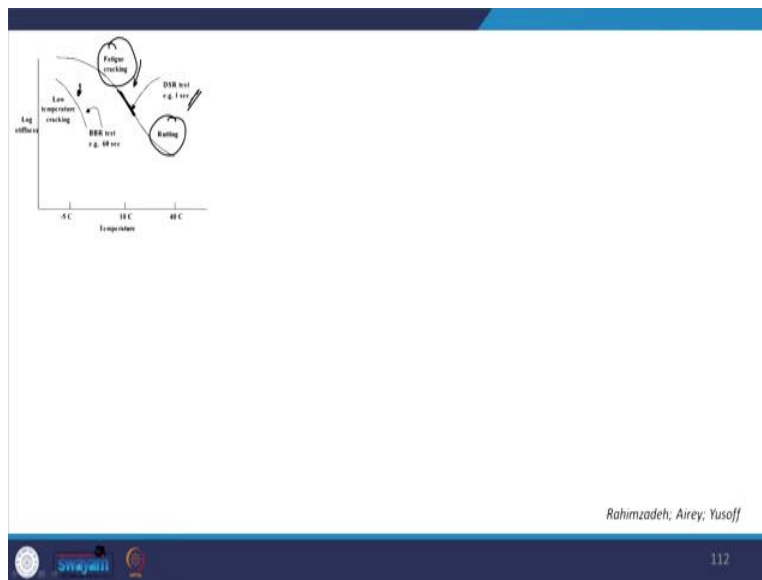 Fatigue
cracking
DSR test
e.g. 1 sec
Low
temperature
cracking
Log
stiffness
BBR test
e.g. 60 sec
Rutting
-5 C
10 C
40 C
Temperature
Rahimzadeh; Airey; Yusoff
swayam
112